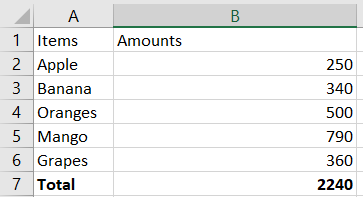 A B
1 Items Amounts
2 Apple 250
3 Banana 340
4 Oranges 500
5 Mango 790
6 Grapes 360
7 Total 2240